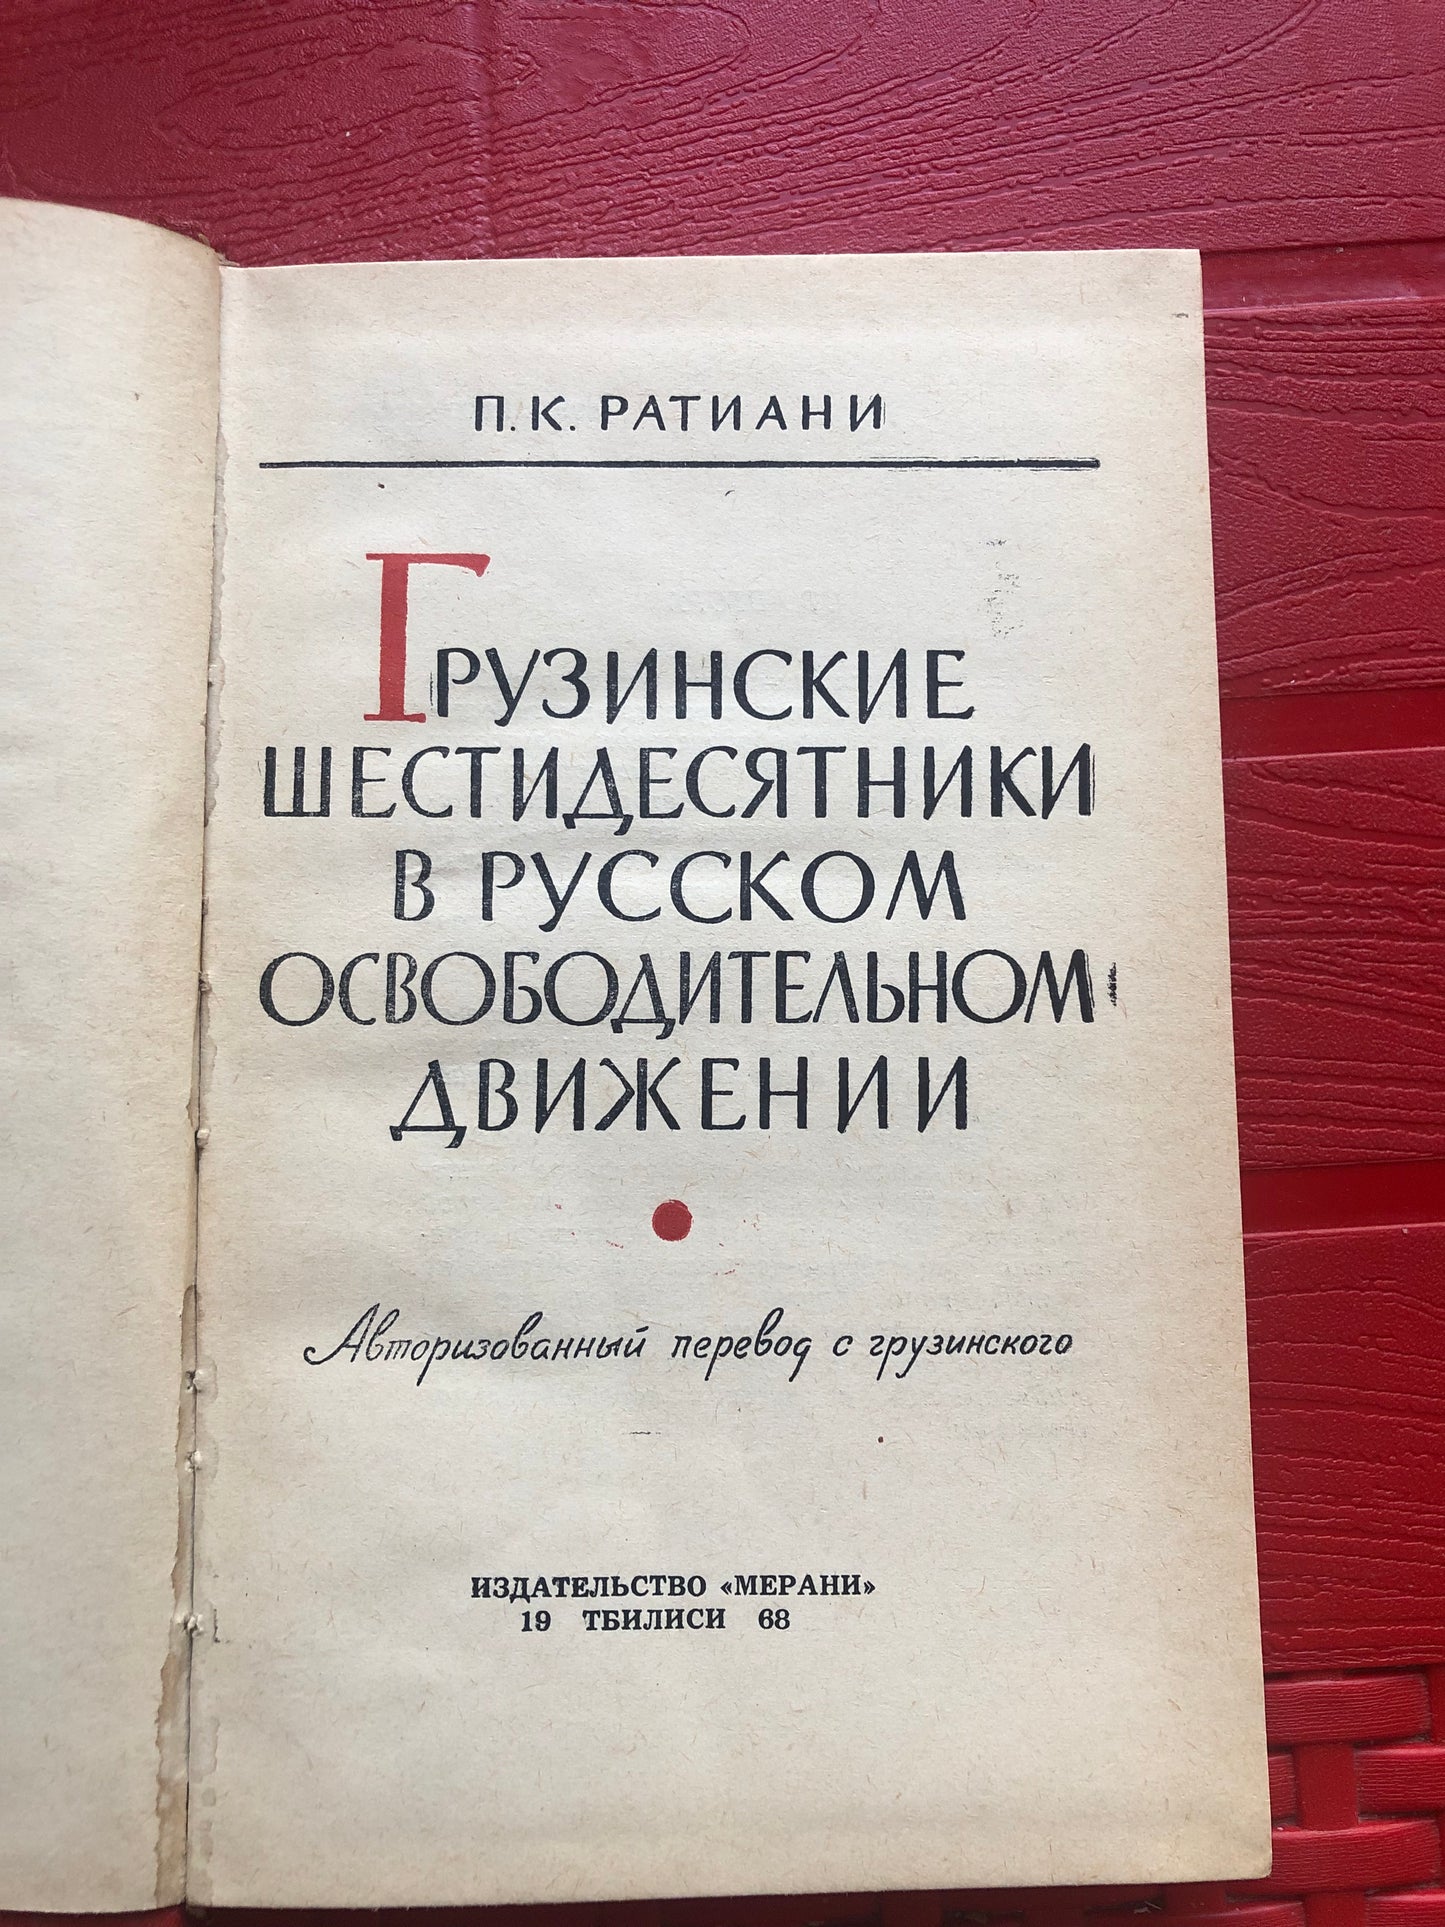 П. К. РАТИАНИ
ГРУЗИНСКИЕ
ШЕСТИДЕСЯТНИКИ
В РУССКОМ
ОСВОБОДИТЕЛЬНОМ
ДВИЖЕНИИ
Авторизованный перевод с грузинского
ИЗДАТЕЛЬСТВО «МЕРАНИ»
19 ТБИЛИСИ 68